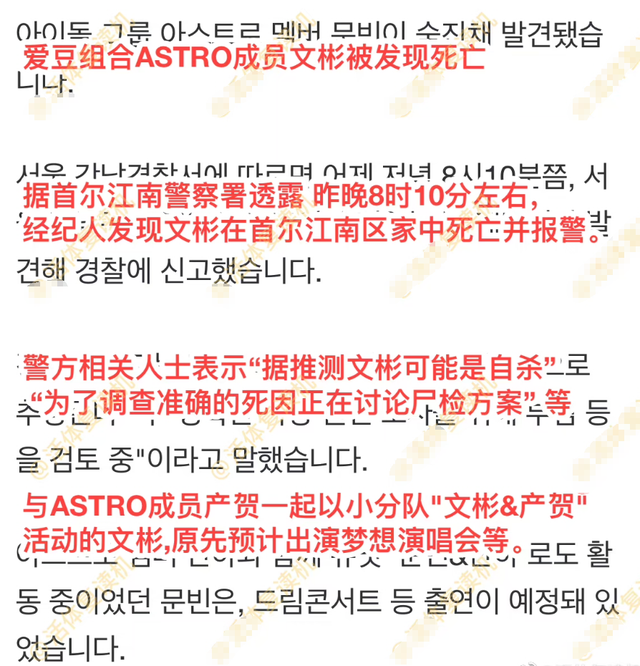 아이돌 그룹 아스트로 멤버 문빈이 숨진채 발견됐습
爱豆组合ASTRO成员文彬被发现死亡
니다.
서울 강남경찰서에 따르면 어제 저녁 8시10분쯤, 서
据首尔江南警察署透露 昨晚8时10分左右,
经纪人发现文彬在首尔江南区家中死亡并报警。발
견해 경찰에 신고했습니다.
警方相关人士表示“据推测文彬可能是自杀” 으로
“为了调查准确的死因正在讨论尸检方案” 等 등
을 검토 중"이라고 말했습니다.
与ASTRO成员产贺一起以小分队"文彬&产贺"
活动的文彬,原先预计出演梦想演唱会等。
로도 활
동 중이었던 문빈은, 드림콘서트 등 출연이 예정돼 있
었습니다.